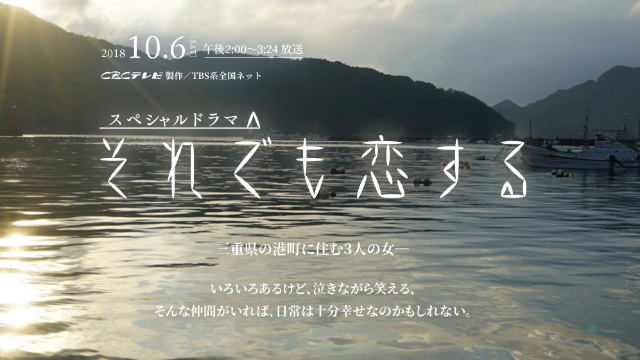 2018 10.6 [SAT] 午後2:00〜3:24 放送
CBCテレビ 製作／TBS系全国ネット
スペシャルドラマ
それでも恋する
三重県の港町に住む3人の女―
いろいろあるけど、泣きながら笑える、
そんな仲間がいれば、日常は十分幸せなのかもしれない。